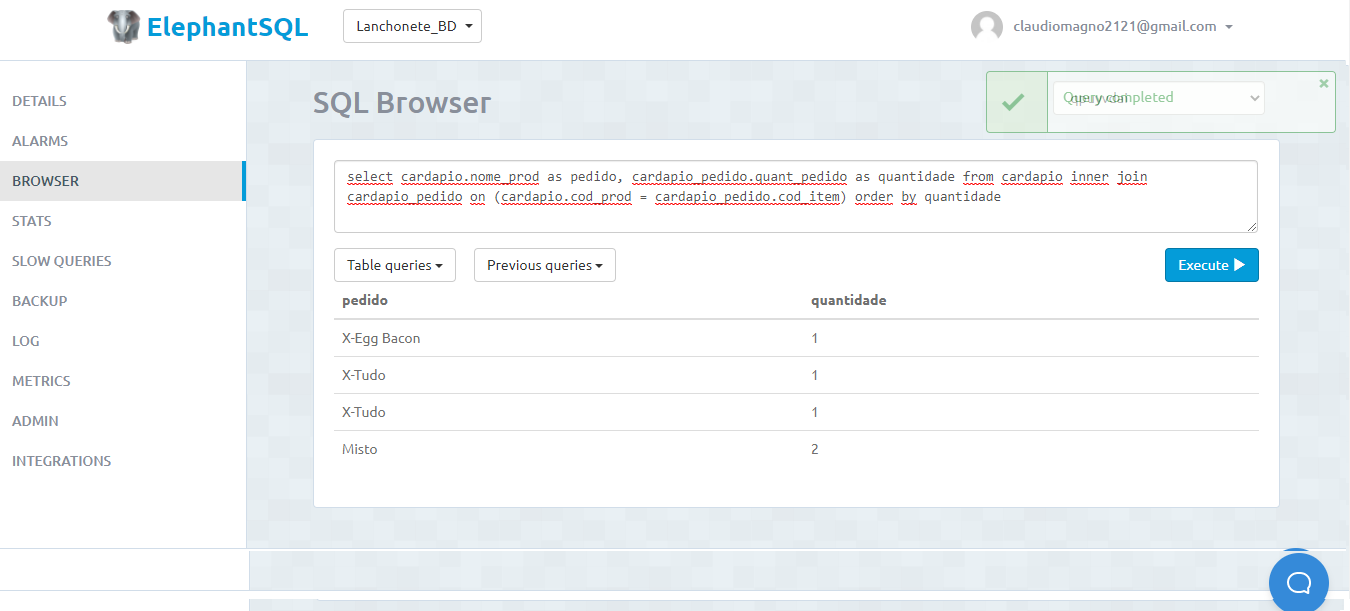 ElephantSQL
Lanchonete_BD
claudiomagno2121@gmail.com
DETAILS
ALARMS
BROWSER
STATS
SLOW QUERIES
BACKUP
LOG
METRICS
ADMIN
INTEGRATIONS
SQL Browser
Query completed
select cardapio.nome_prod as pedido, cardapio_pedido.quant_pedido as quantidade from cardapio inner join
cardapio_pedido on (cardapio.cod_prod = cardapio_pedido.cod_item) order by quantidade
Table queries
Previous queries
Execute
pedido quantidade
X-Egg Bacon 1
X-Tudo 1
X-Tudo 1
Misto 2